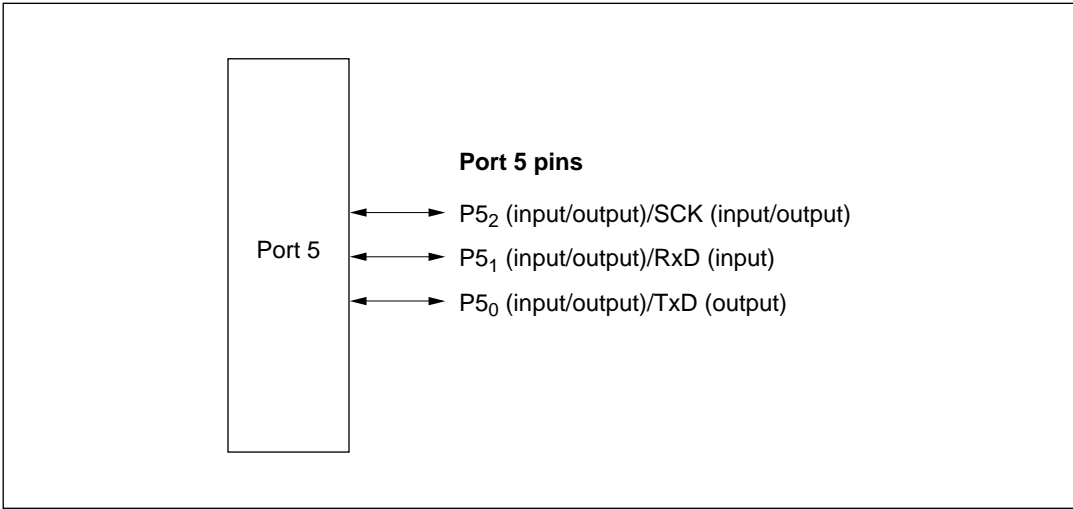 Port 5 pins
P5₂ (input/output)/SCK (input/output)
Port 5
P5₁ (input/output)/RxD (input)
P5₀ (input/output)/TxD (output)